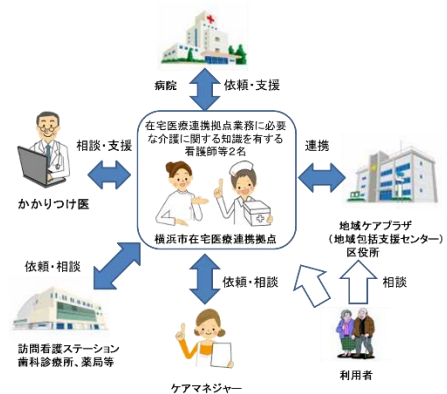 病院
依頼・支援
在宅医療連携拠点業務に必要
な介護に関する知識を有する
看護師等2名
横浜市在宅医療連携拠点
相談・支援
かかりつけ医
連携
地域ケアプラザ
(地域包括支援センター)
区役所
依頼・相談
訪問看護ステーション
歯科診療所、薬局等
依頼・相談
ケアマネジャー
相談
利用者